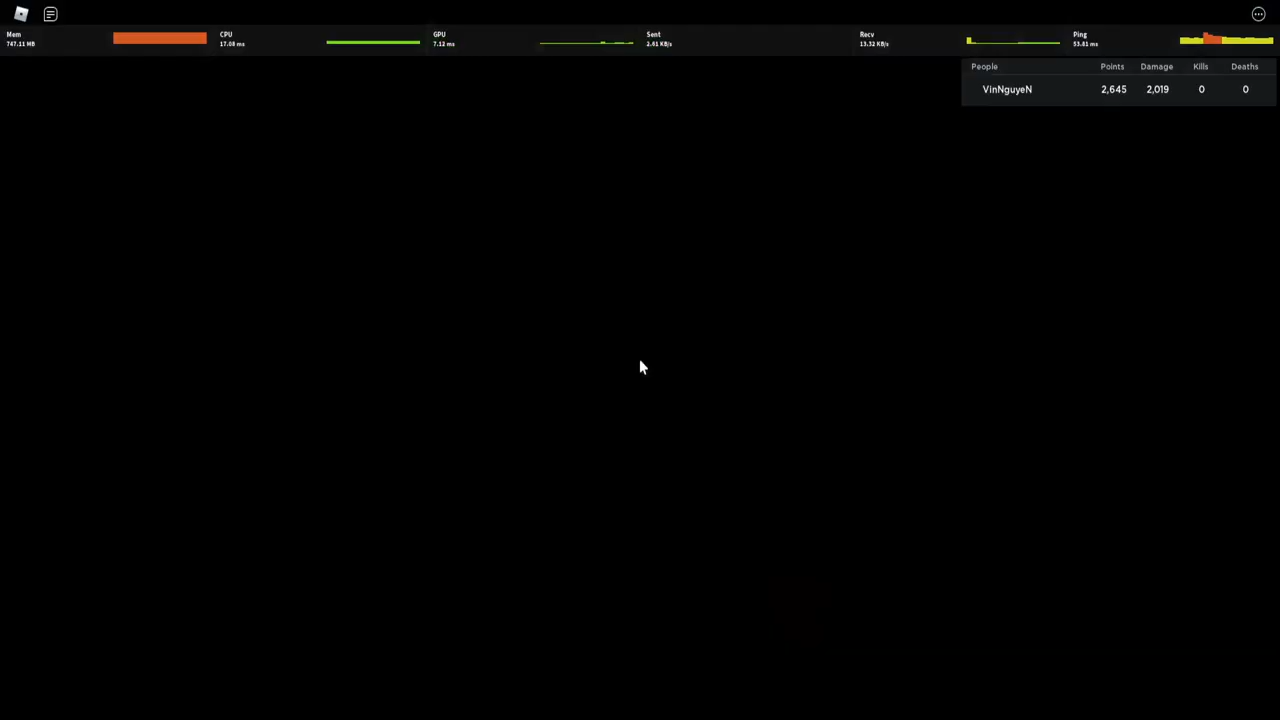 Mem CPU GPU Sent Recv Ping
747.11 MB 17.08 ms 7.12 ms 2.61 KB/s 13.32 KB/s 53.81 ms
People Points Damage Kills Deaths
VinNguyeN 2,645 2,019 0 0